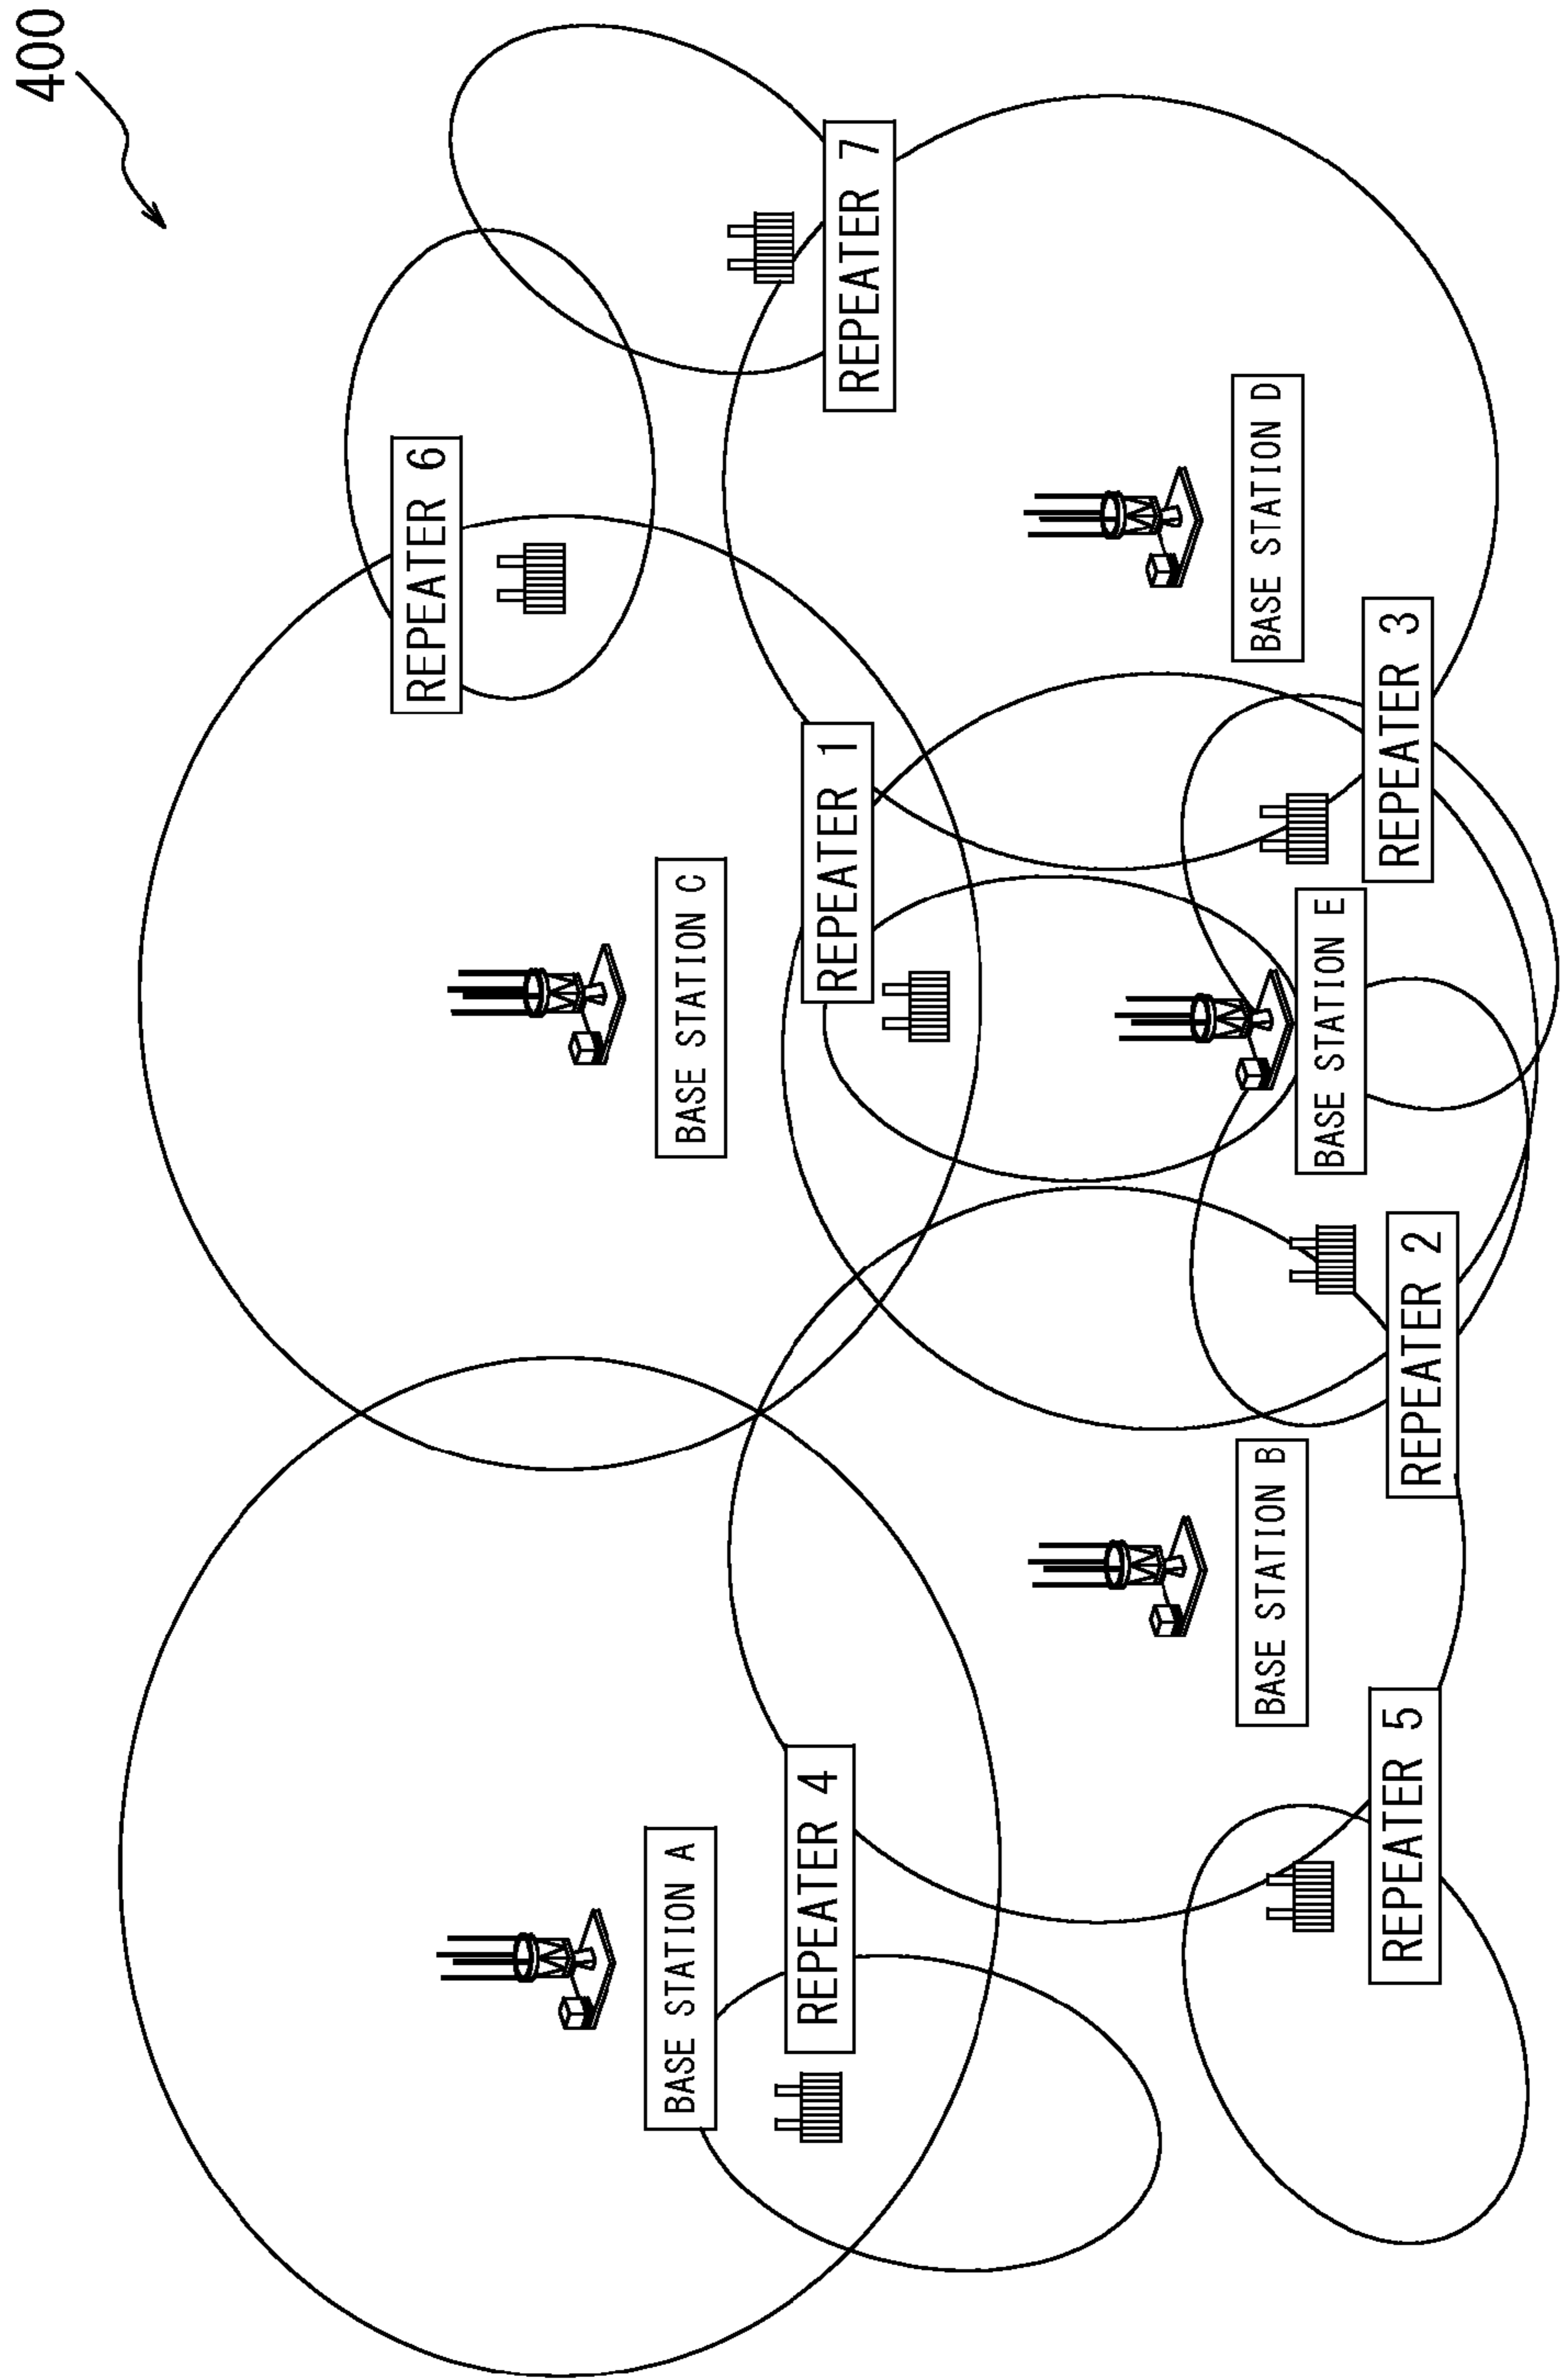 400
REPEATER 6
BASE STATION A
BASE STATION C
REPEATER 4
REPEATER 1
REPEATER 7
BASE STATION B
BASE STATION D
BASE STATION E
REPEATER 5
REPEATER 2
REPEATER 3